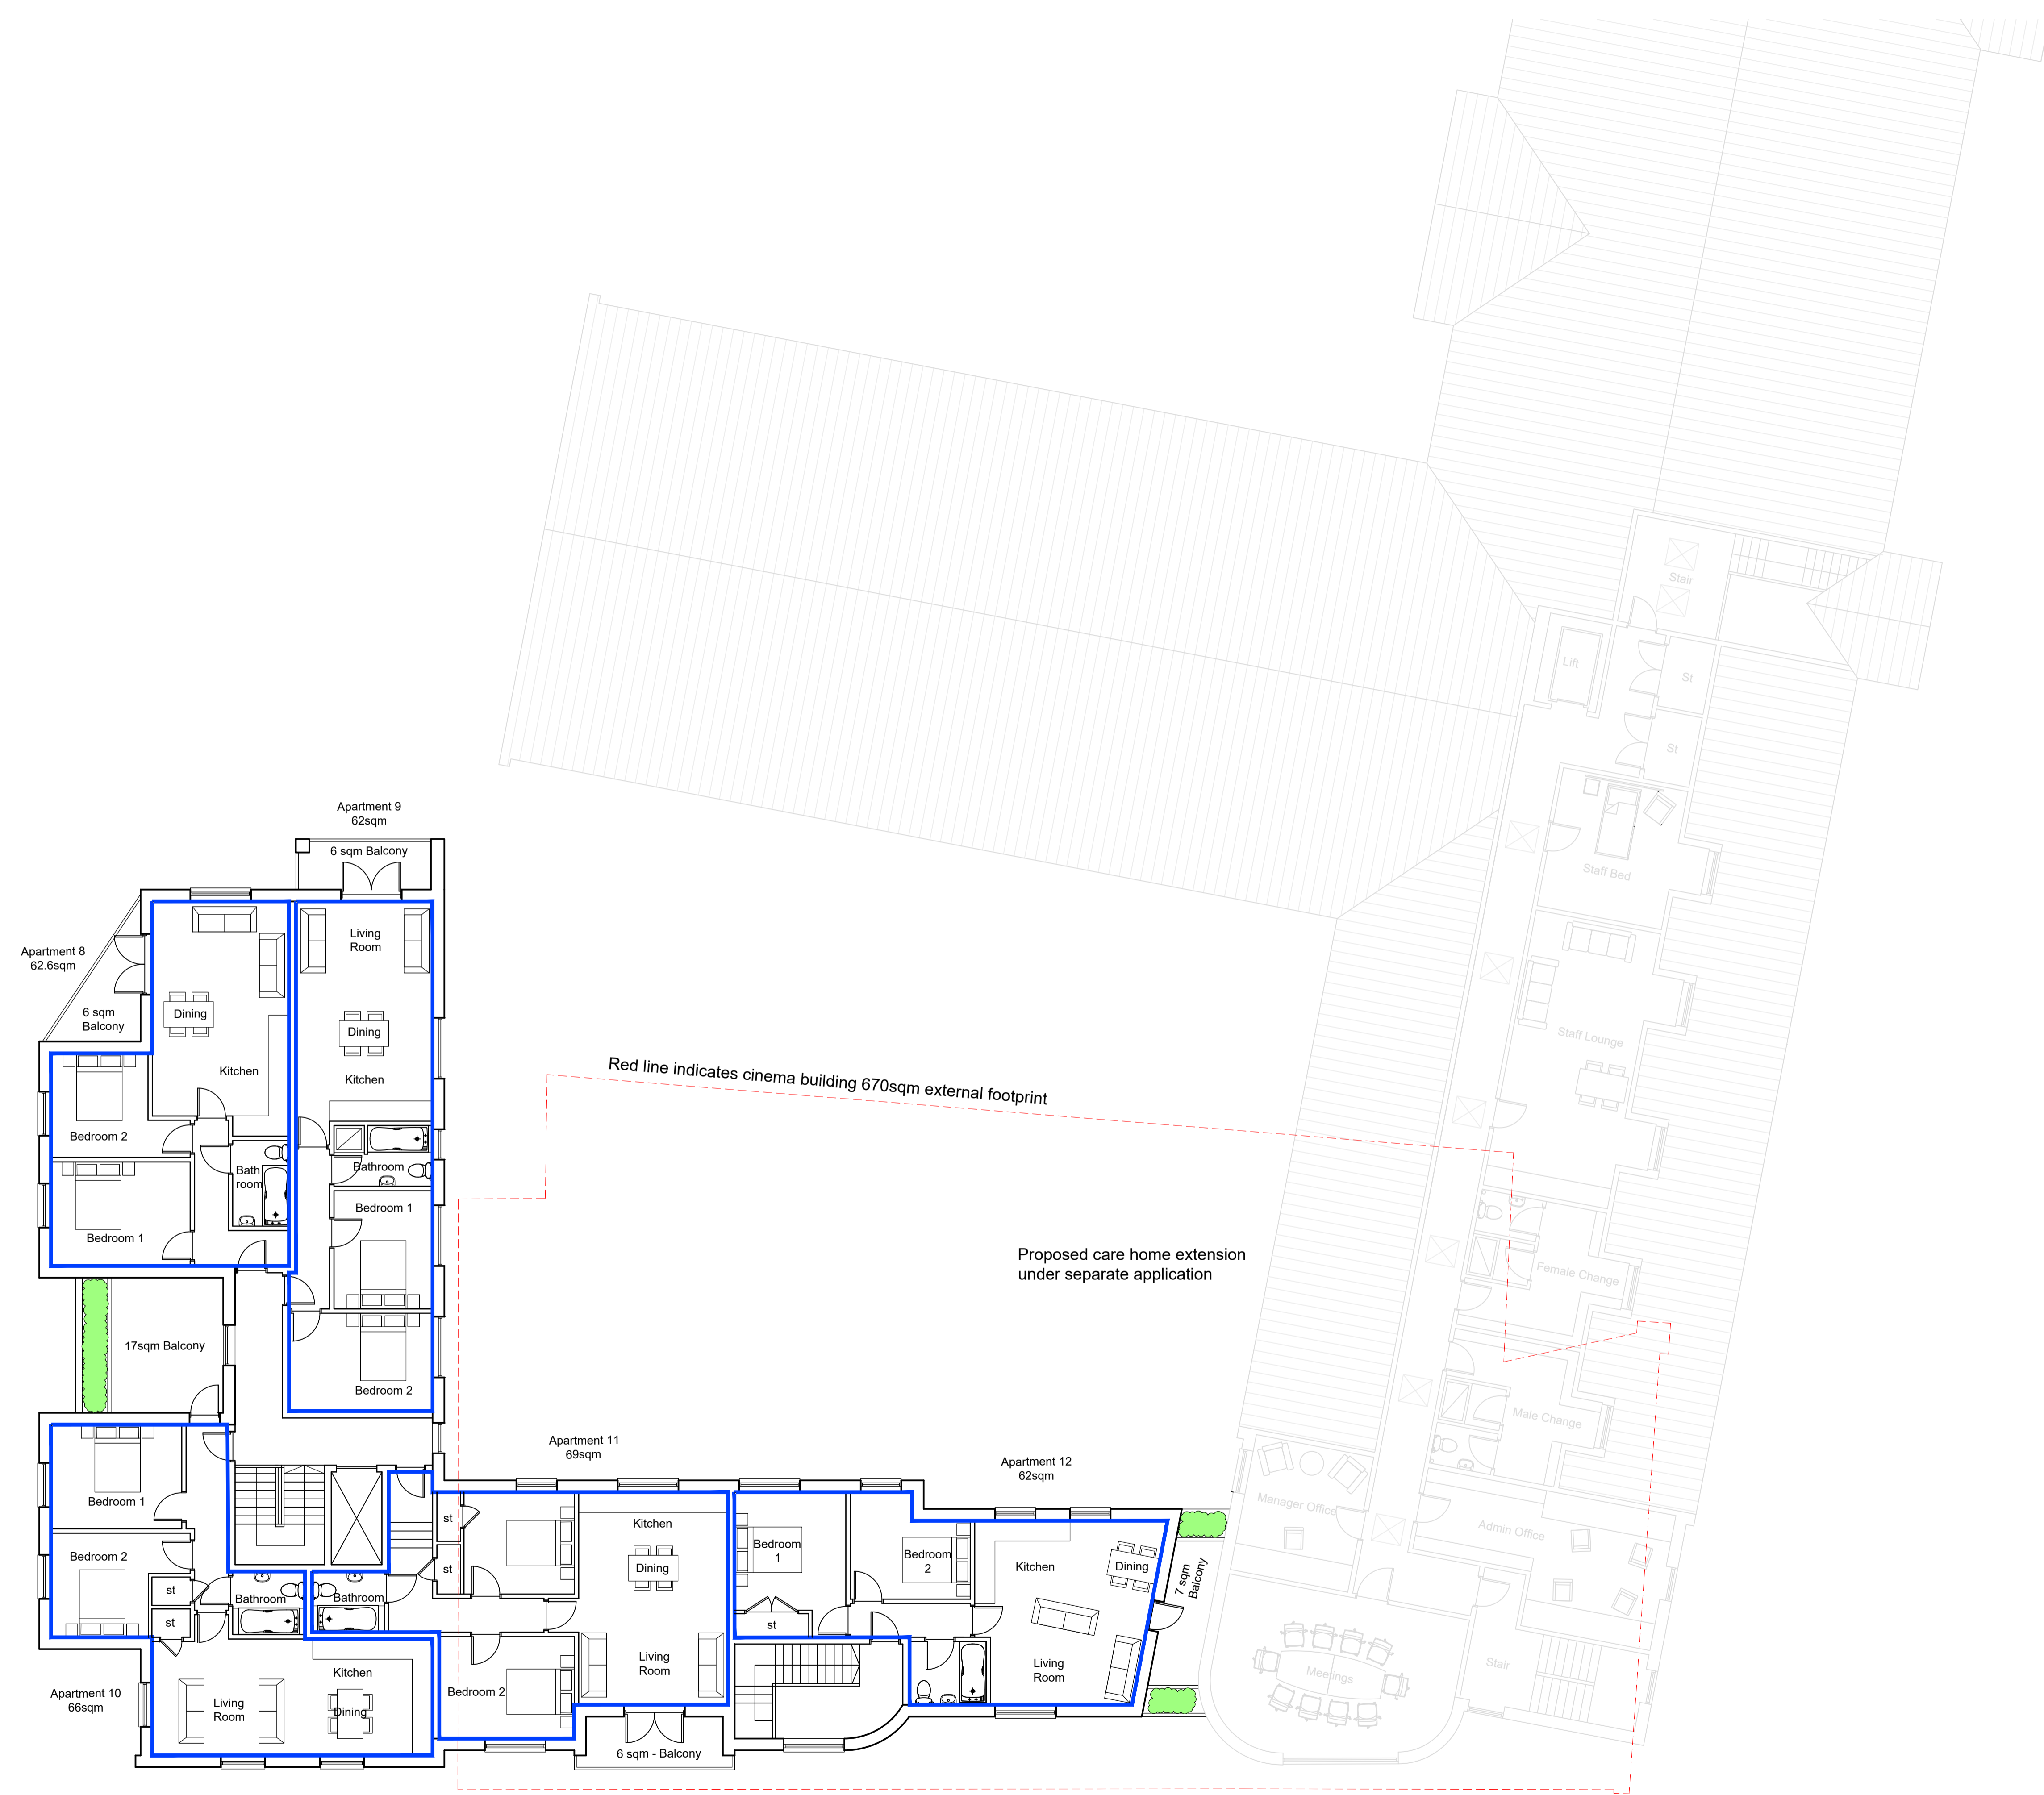 Stair
Lift
St
St
Staff Bed
Staff Lounge
Female Change
Male Change
Manager Office
Admin Office
Meetings
Stair
Apartment 9
62sqm
6 sqm Balcony
Living
Room
Dining
Kitchen
Bathroom
Bedroom 1
Bedroom 2
Apartment 8
62.6sqm
6 sqm
Balcony
Dining
Kitchen
Bedroom 2
Bath
room
Bedroom 1
17sqm Balcony
Red line indicates cinema building 670sqm external footprint
Proposed care home extension
under separate application
Bedroom 1
Bedroom 2
st
st
Bathroom
Apartment 10
66sqm
Living
Room
Kitchen
Dining
Apartment 11
69sqm
st
st
Bathroom
Kitchen
Dining
Living
Room
Bedroom 2
6 sqm - Balcony
Apartment 12
62sqm
Bedroom
1
Bedroom
2
st
Kitchen
Dining
Living
Room
7 sqm
Balcony